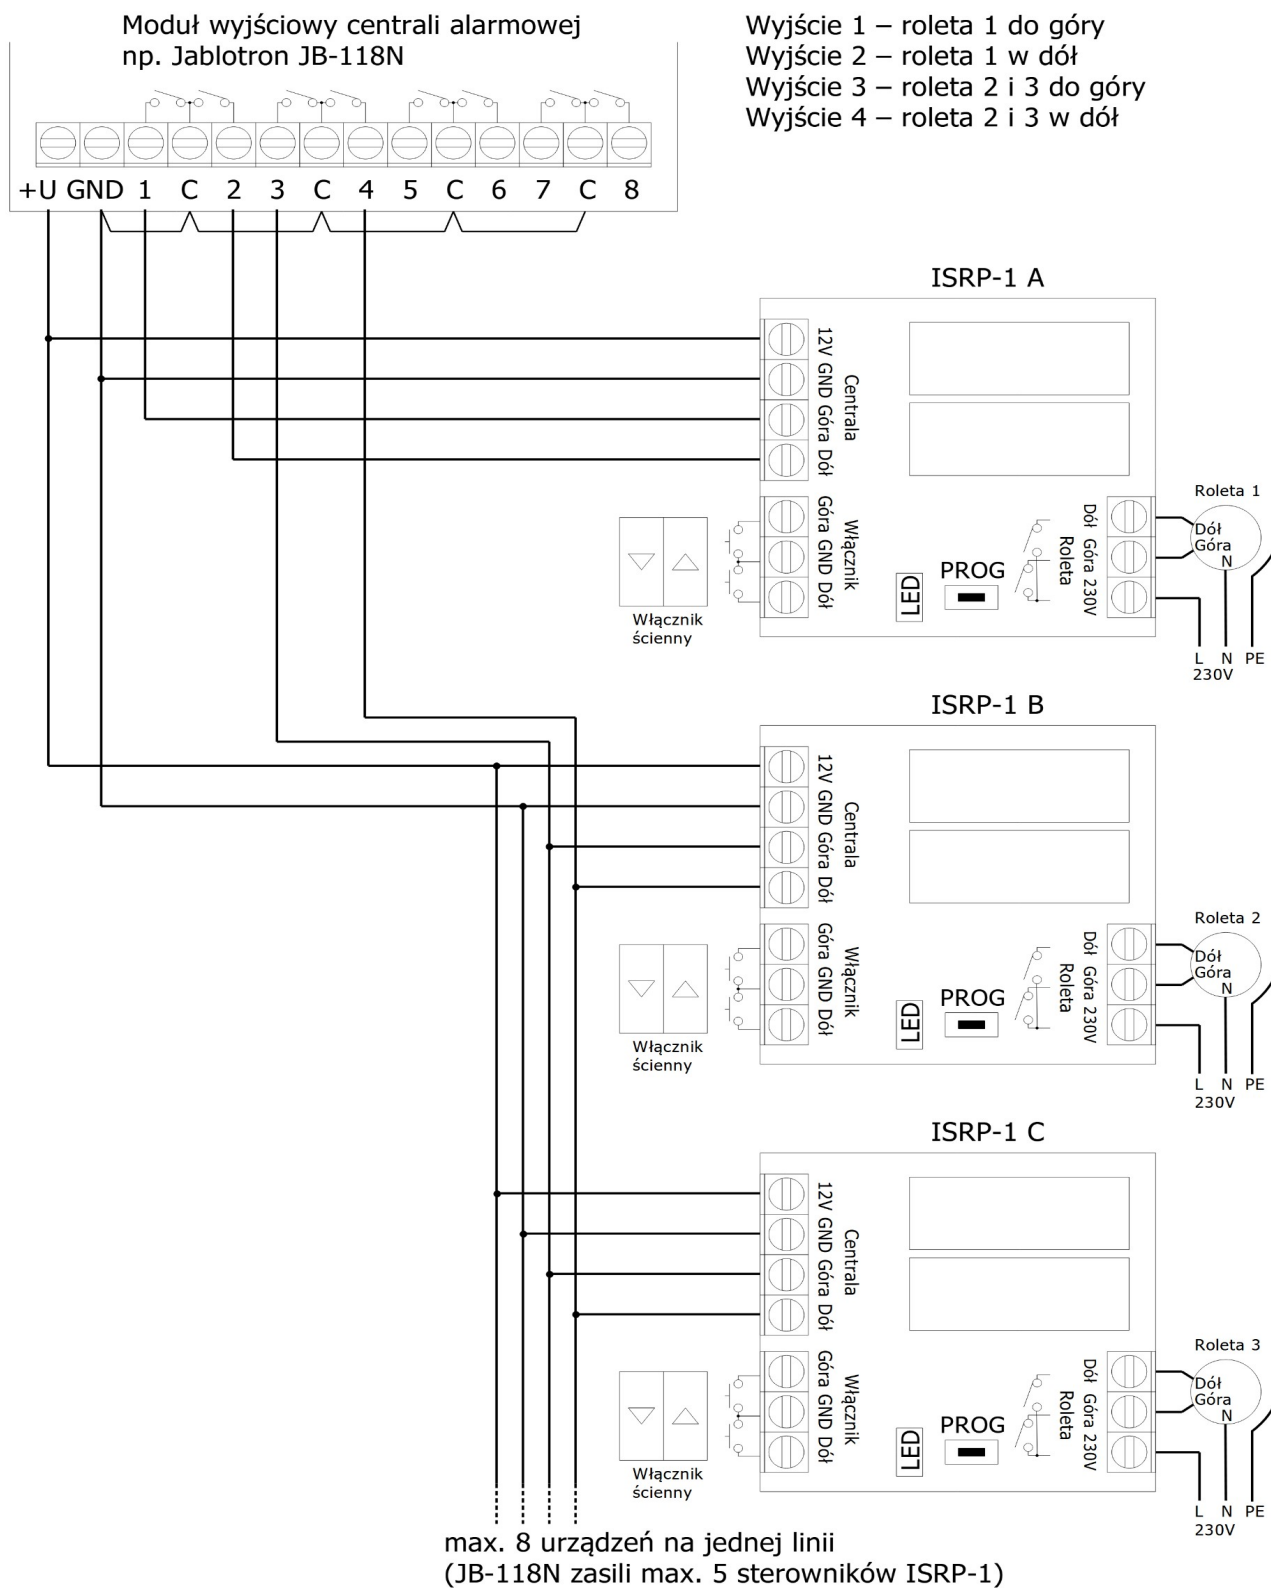 Moduł wyjściowy centrali alarmowej
np. Jablotron JB-118N
Wyjście 1 – roleta 1 do góry
Wyjście 2 – roleta 1 w dół
Wyjście 3 – roleta 2 i 3 do góry
Wyjście 4 – roleta 2 i 3 w dół
+U GND 1 C 2 3 C 4 5 C 6 7 C 8
ISRP-1 A
12V GND Góra Dół
Centrala
Góra GND Dół
Włącznik
Włącznik
ścienny
LED
PROG
Roleta
Dół Góra 230V
Roleta 1
Dół
Góra
N
L N PE
230V
ISRP-1 B
12V GND Góra Dół
Centrala
Góra GND Dół
Włącznik
Włącznik
ścienny
LED
PROG
Roleta
Dół Góra 230V
Roleta 2
Dół
Góra
N
L N PE
230V
ISRP-1 C
12V GND Góra Dół
Centrala
Góra GND Dół
Włącznik
Włącznik
ścienny
LED
PROG
Roleta
Dół Góra 230V
Roleta 3
Dół
Góra
N
L N PE
230V
max. 8 urządzeń na jednej linii
(JB-118N zasili max. 5 sterowników ISRP-1)